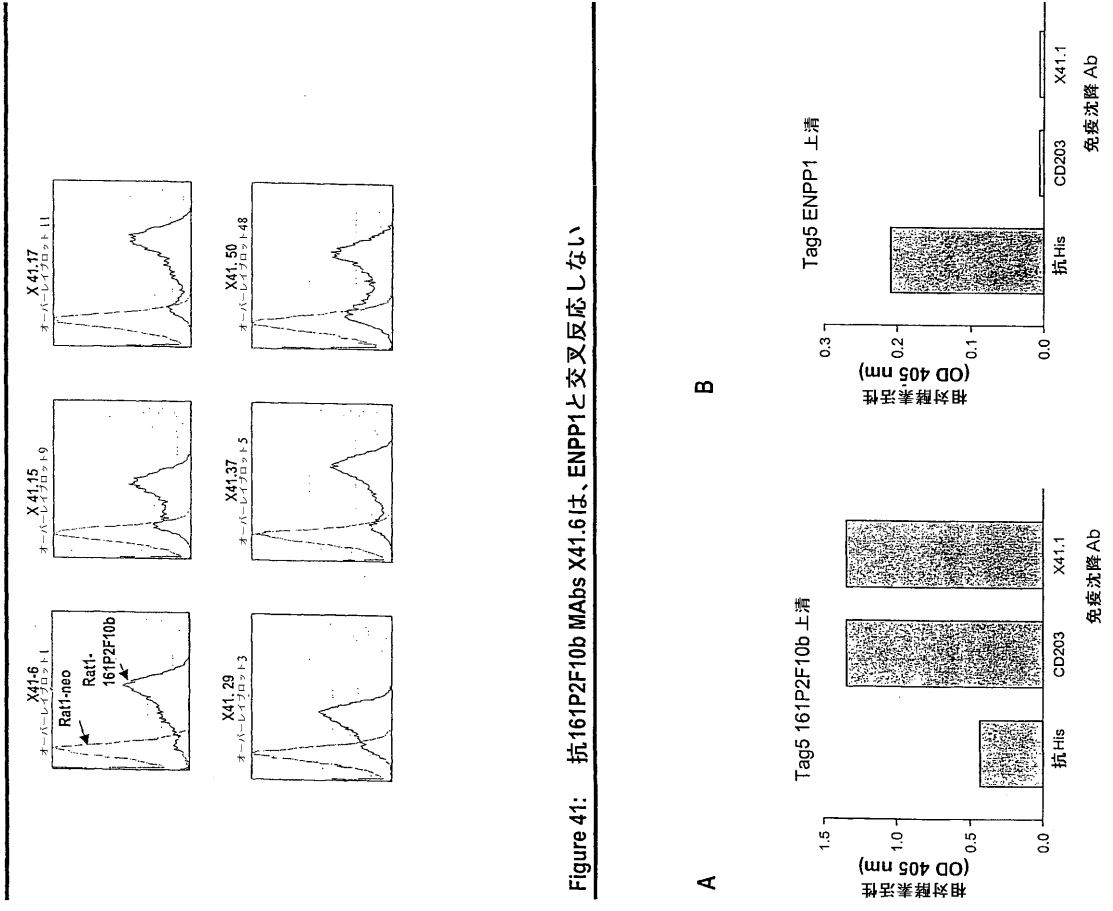 X41-6
オーバーレイプロット1
Rat1-neo
Rat1-
161P2F10b
X 41.15
オーバーレイプロット9
X 41.17
オーバーレイプロット11
X41. 29
オーバーレイプロット3
X41.37
オーバーレイプロット5
X41. 50
オーバーレイプロット48
Figure 41: 抗161P2F10b MAbs X41.6は、ENPP1と交叉反応しない
A
Tag5 161P2F10b 上清
相対酵素活性
(OD 405 nm)
1.5
1.0
0.5
0.0
抗His
CD203
X41.1
免疫沈降 Ab
B
Tag5 ENPP1 上清
相対酵素活性
(OD 405 nm)
0.3
0.2
0.1
0.0
抗His
CD203
X41.1
免疫沈降 Ab